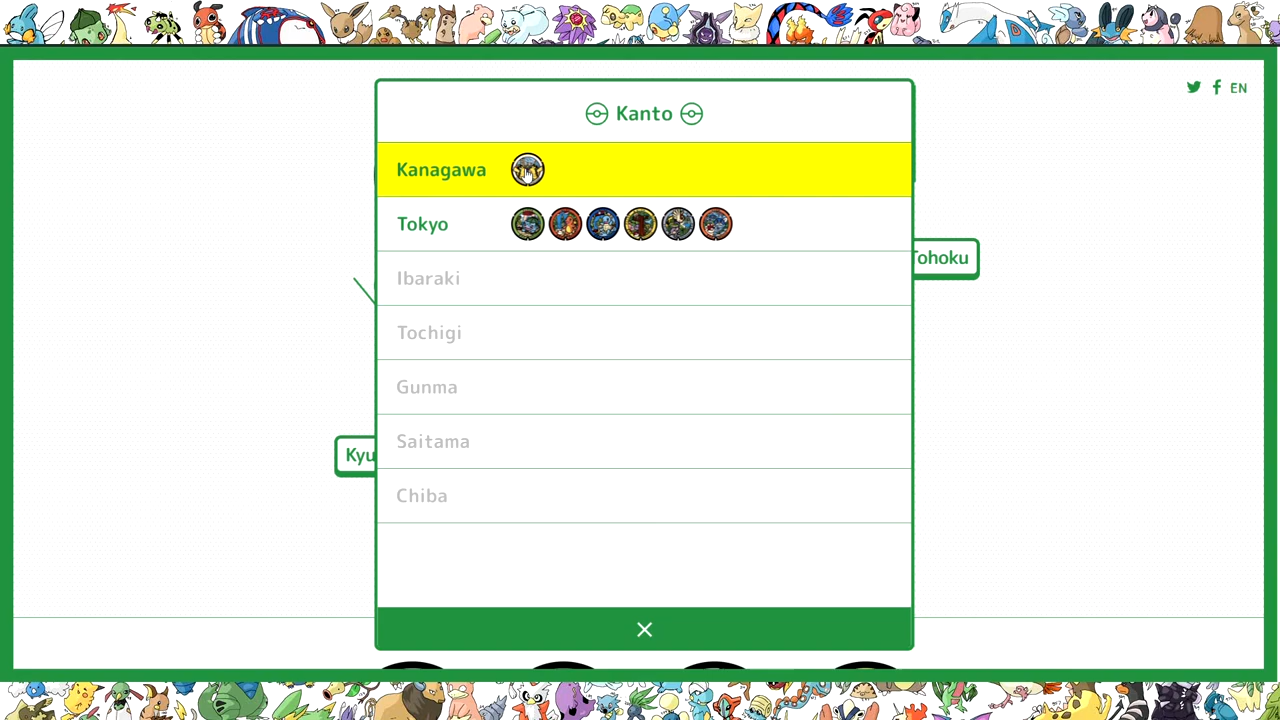 EN
Kanto
Kanagawa
Tokyo
Ibaraki
Tohoku
Tochigi
Gunma
Saitama
Kyu
Chiba